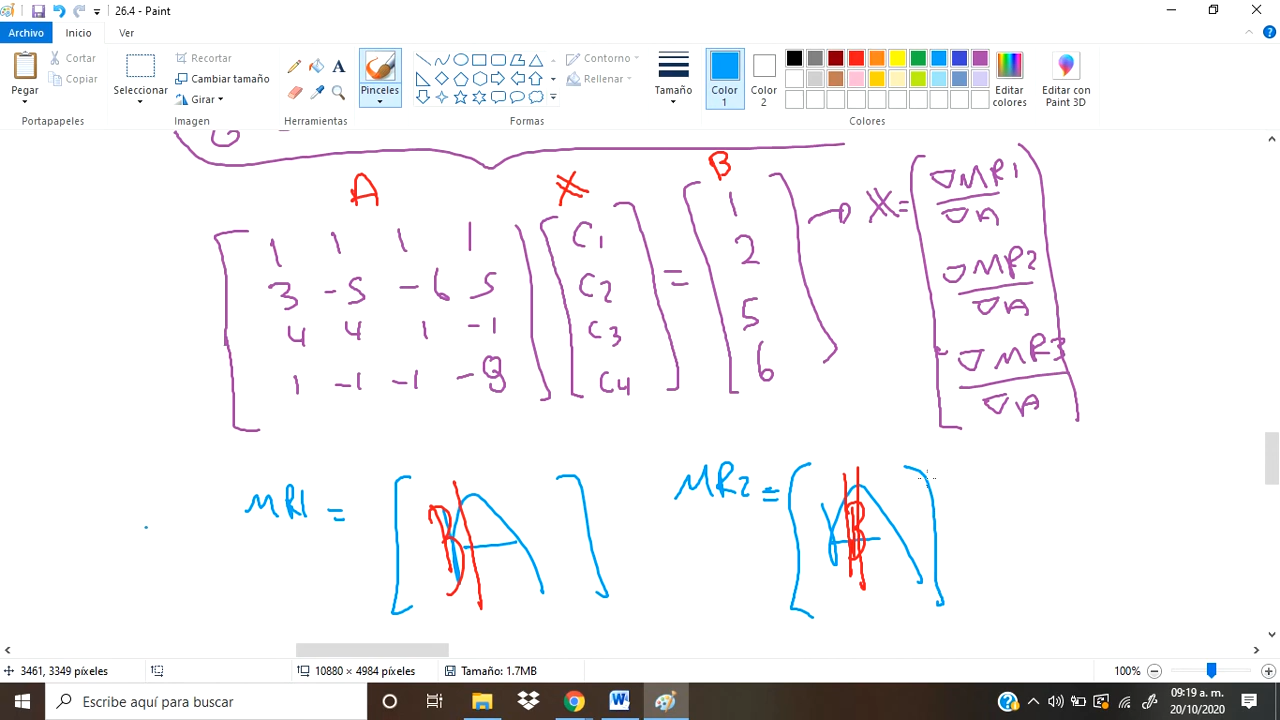 26.4 - Paint
Archivo Inicio Ver
Pegar
Cortar
Copiar
Portapapeles
Seleccionar
Recortar
Cambiar tamaño
Girar
Imagen
A
Herramientas
Pinceles
Formas
Contorno
Rellenar
Tamaño
Color 1
Color 2
Editar colores
Colores
Editar con Paint 3D
A X B
1 1 1 1 C1 1
3 -5 -6 5 C2 = 2
4 4 1 -1 C3 5
1 -1 -1 -9 C4 6
X= ∇MR1
∇A
∇MR2
∇A
∇MR3
∇A
MR1 = B A
MR2 = A B
3461, 3349 píxeles
10880 × 4984 píxeles
Tamaño: 1.7MB
100%
Escribe aquí para buscar
09:19 a. m.
20/10/2020